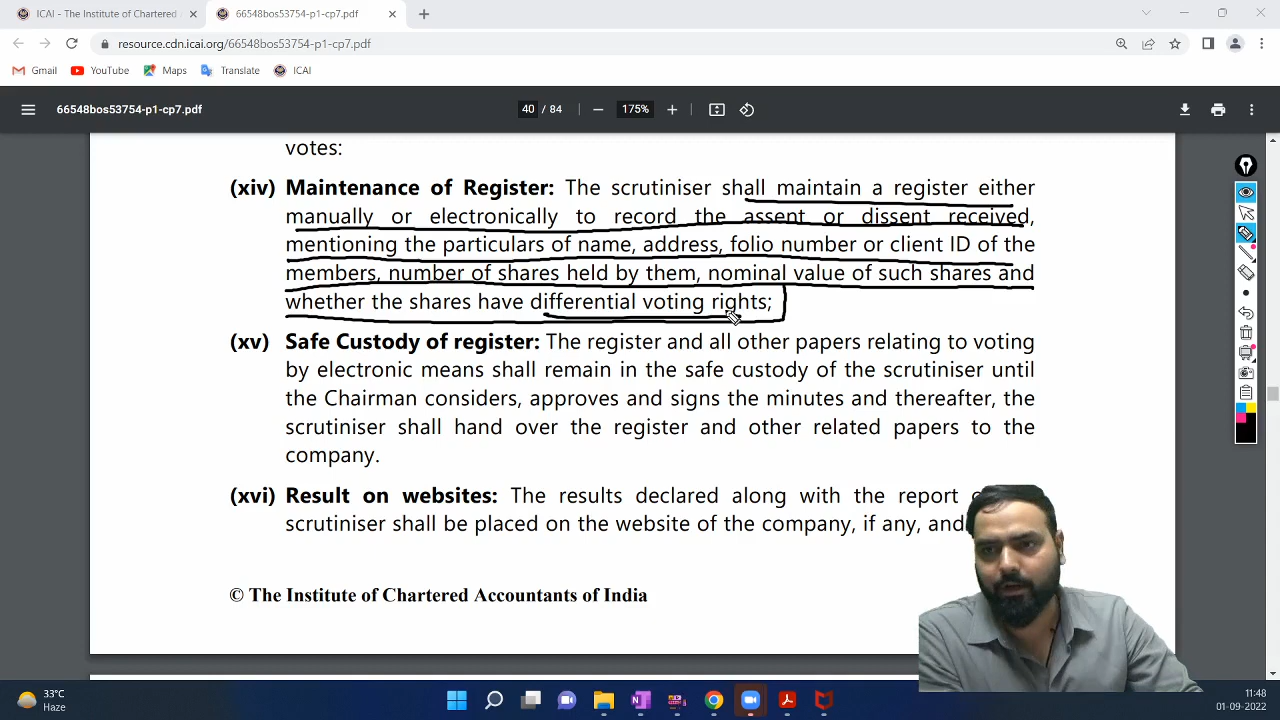 ICAI - The Institute of Chartered
66548bos53754-p1-cp7.pdf
resource.cdn.icai.org/66548bos53754-p1-cp7.pdf
Gmail YouTube Maps Translate ICAI
66548bos53754-p1-cp7.pdf 40 / 84 175%
votes:
(xiv) Maintenance of Register: The scrutiniser shall maintain a register either
manually or electronically to record the assent or dissent received,
mentioning the particulars of name, address, folio number or client ID of the
members, number of shares held by them, nominal value of such shares and
whether the shares have differential voting rights;
(xv) Safe Custody of register: The register and all other papers relating to voting
by electronic means shall remain in the safe custody of the scrutiniser until
the Chairman considers, approves and signs the minutes and thereafter, the
scrutiniser shall hand over the register and other related papers to the
company.
(xvi) Result on websites: The results declared along with the report
scrutiniser shall be placed on the website of the company, if any, and
© The Institute of Chartered Accountants of India
33°C
Haze
11:48
01-09-2022